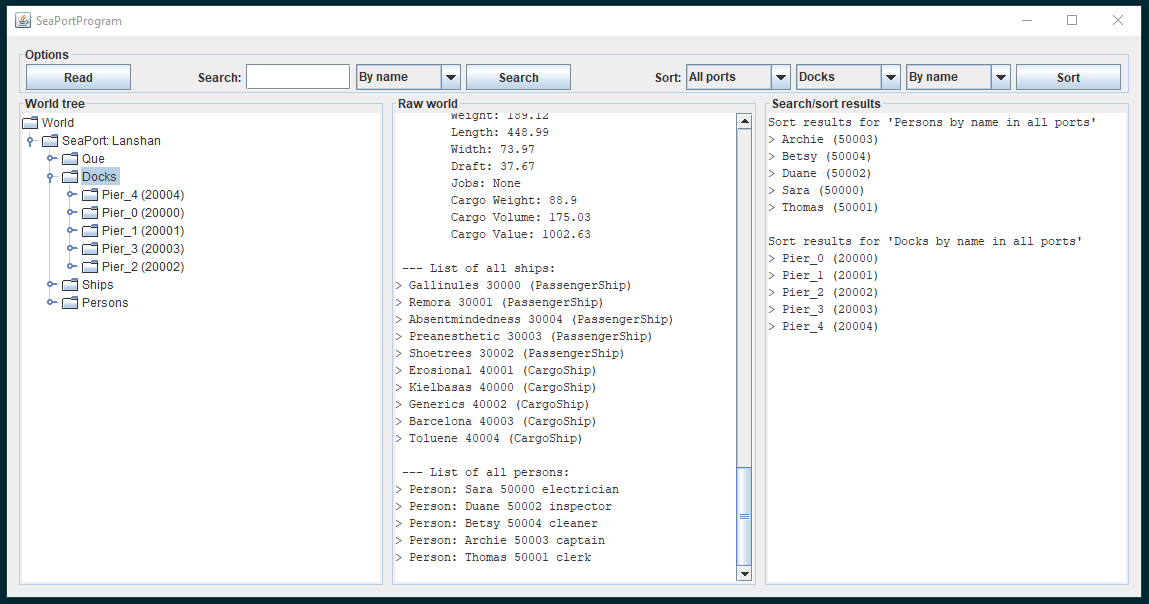 SeaPortProgram
Options
Read Search: By name Search Sort: All ports Docks By name Sort
World tree
World
SeaPort: Lanshan
Que
Docks
Pier_4 (20004)
Pier_0 (20000)
Pier_1 (20001)
Pier_3 (20003)
Pier_2 (20002)
Ships
Persons
Raw world
Weight: 189.12
Length: 448.99
Width: 73.97
Draft: 37.67
Jobs: None
Cargo Weight: 88.9
Cargo Volume: 175.03
Cargo Value: 1002.63
--- List of all ships:
> Gallinules 30000 (PassengerShip)
> Remora 30001 (PassengerShip)
> Absentmindedness 30004 (PassengerShip)
> Preanesthetic 30003 (PassengerShip)
> Shoetrees 30002 (PassengerShip)
> Erosional 40001 (CargoShip)
> Kielbasas 40000 (CargoShip)
> Generics 40002 (CargoShip)
> Barcelona 40003 (CargoShip)
> Toluene 40004 (CargoShip)
--- List of all persons:
> Person: Sara 50000 electrician
> Person: Duane 50002 inspector
> Person: Betsy 50004 cleaner
> Person: Archie 50003 captain
> Person: Thomas 50001 clerk
Search/sort results
Sort results for 'Persons by name in all ports'
> Archie (50003)
> Betsy (50004)
> Duane (50002)
> Sara (50000)
> Thomas (50001)
Sort results for 'Docks by name in all ports'
> Pier_0 (20000)
> Pier_1 (20001)
> Pier_2 (20002)
> Pier_3 (20003)
> Pier_4 (20004)